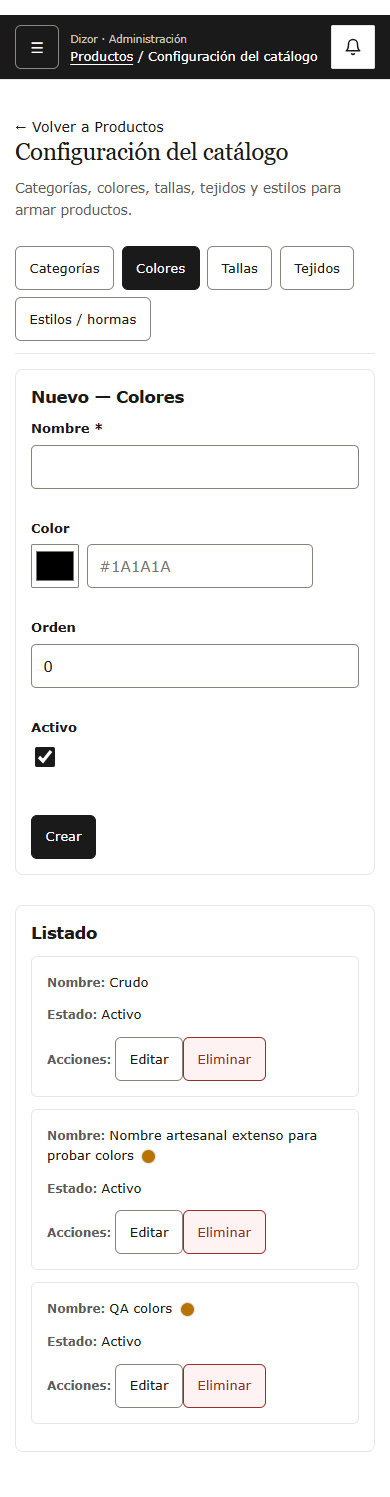 ☰
Dizor · Administración
Productos / Configuración del catálogo
← Volver a Productos
Configuración del catálogo
Categorías, colores, tallas, tejidos y estilos para
armar productos.
Categorías
Colores
Tallas
Tejidos
Estilos / hormas
Nuevo — Colores
Nombre *
Color
#1A1A1A
Orden
0
Activo
Crear
Listado
Nombre: Crudo
Estado: Activo
Acciones: Editar Eliminar
Nombre: Nombre artesanal extenso para
probar colors
Estado: Activo
Acciones: Editar Eliminar
Nombre: QA colors
Estado: Activo
Acciones: Editar Eliminar